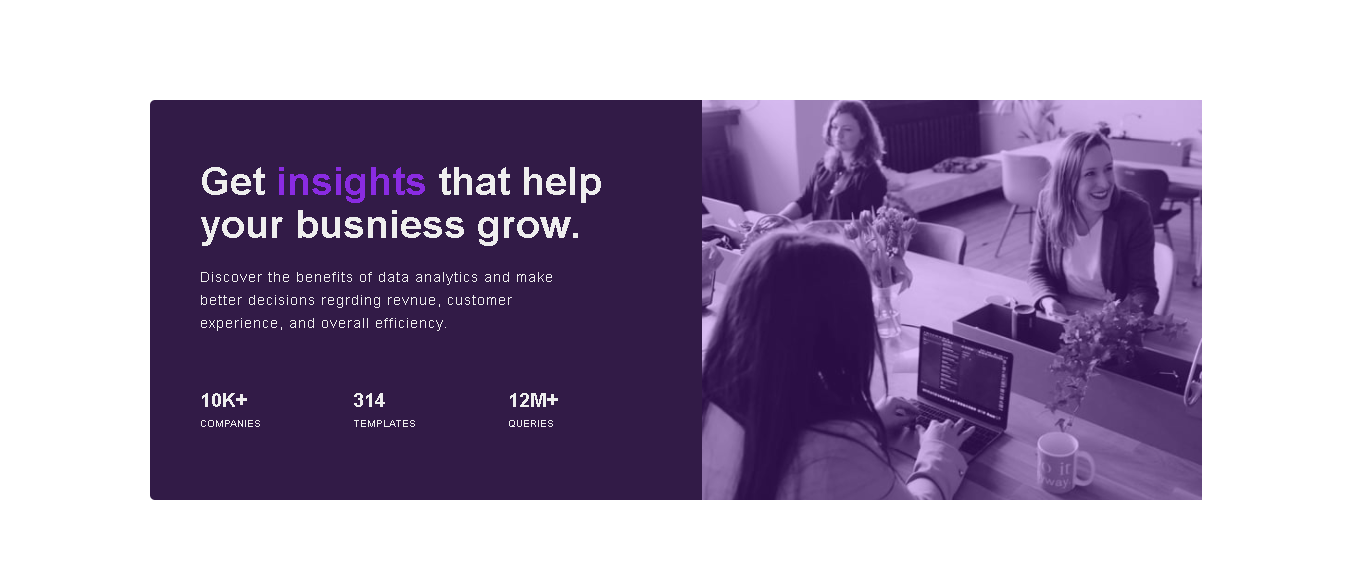 Get insights that help
your busniess grow.
Discover the benefits of data analytics and make
better decisions regrding revnue, customer
experience, and overall efficiency.
10K+ 314 12M+
COMPANIES TEMPLATES QUERIES